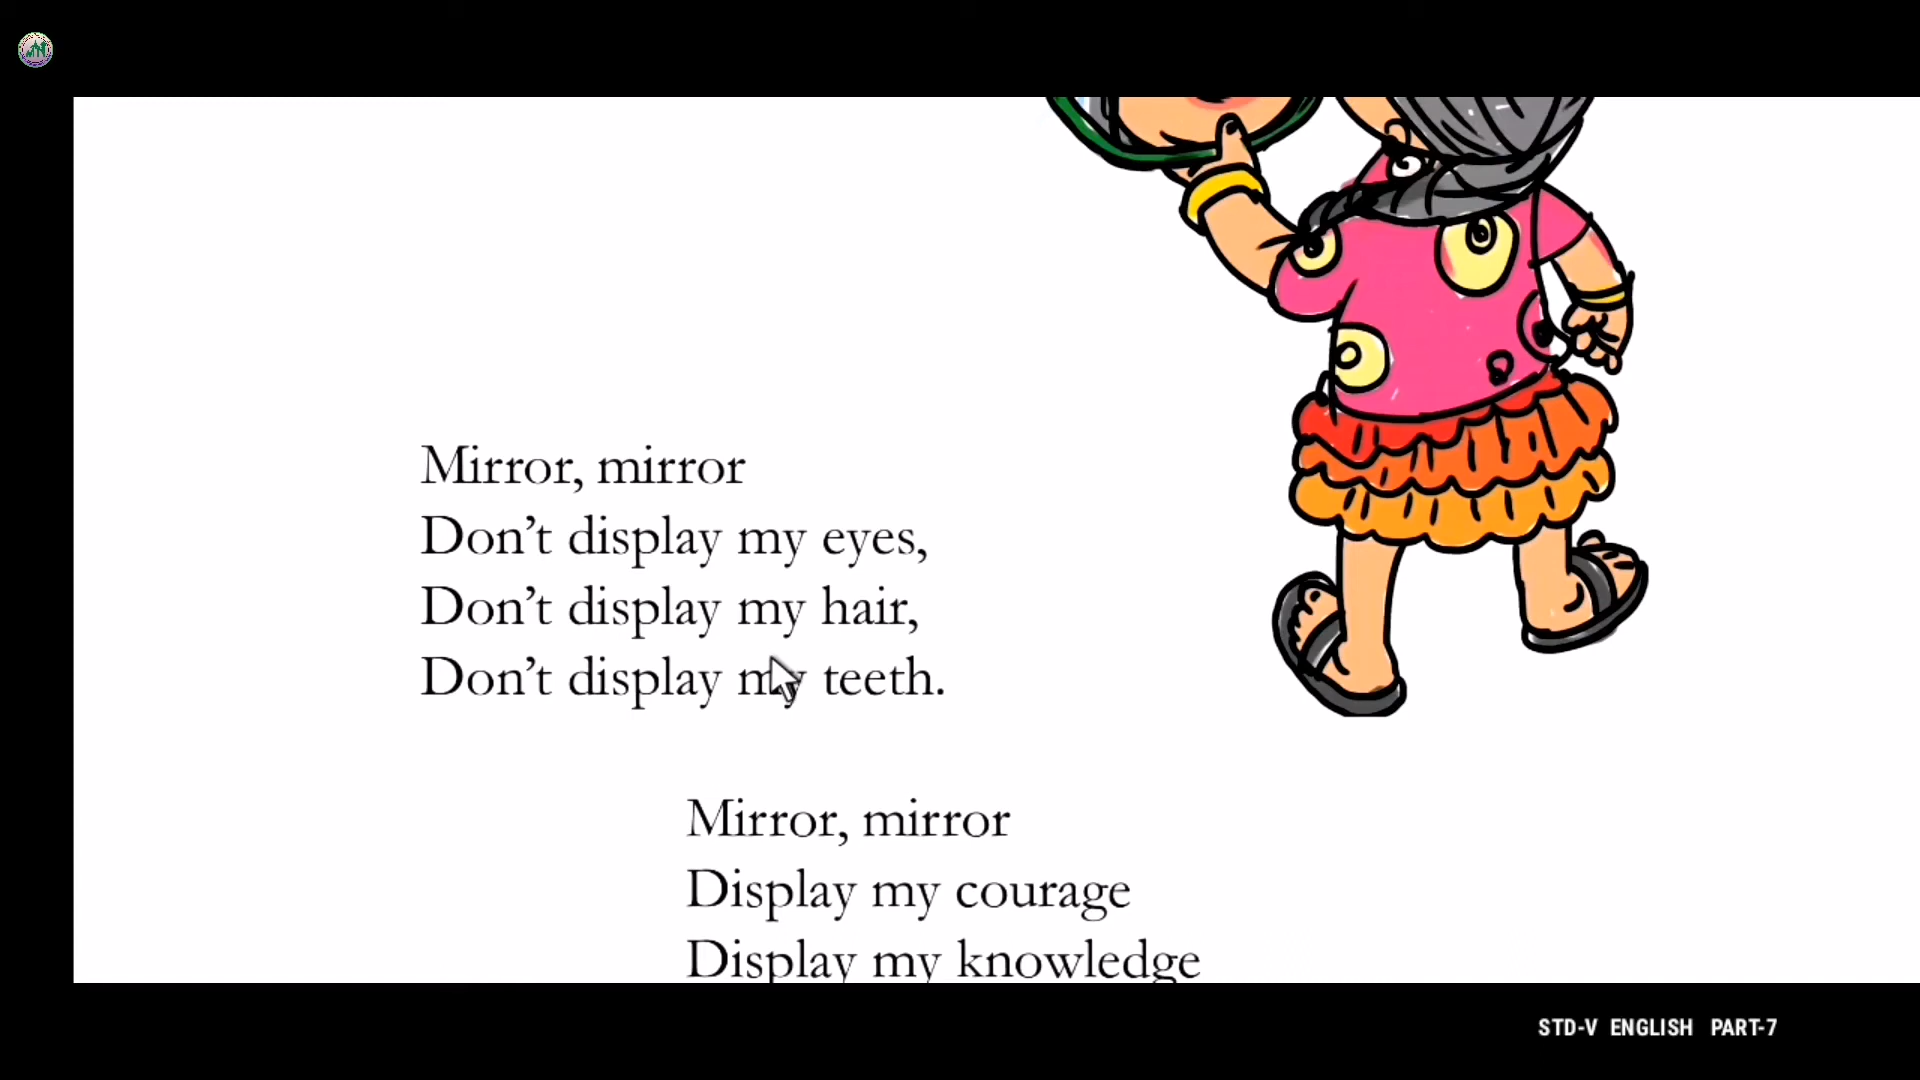 Mirror, mirror
Don’t display my eyes,
Don’t display my hair,
Don’t display my teeth.
Mirror, mirror
Display my courage
Display my knowledge
STD-V ENGLISH PART-7